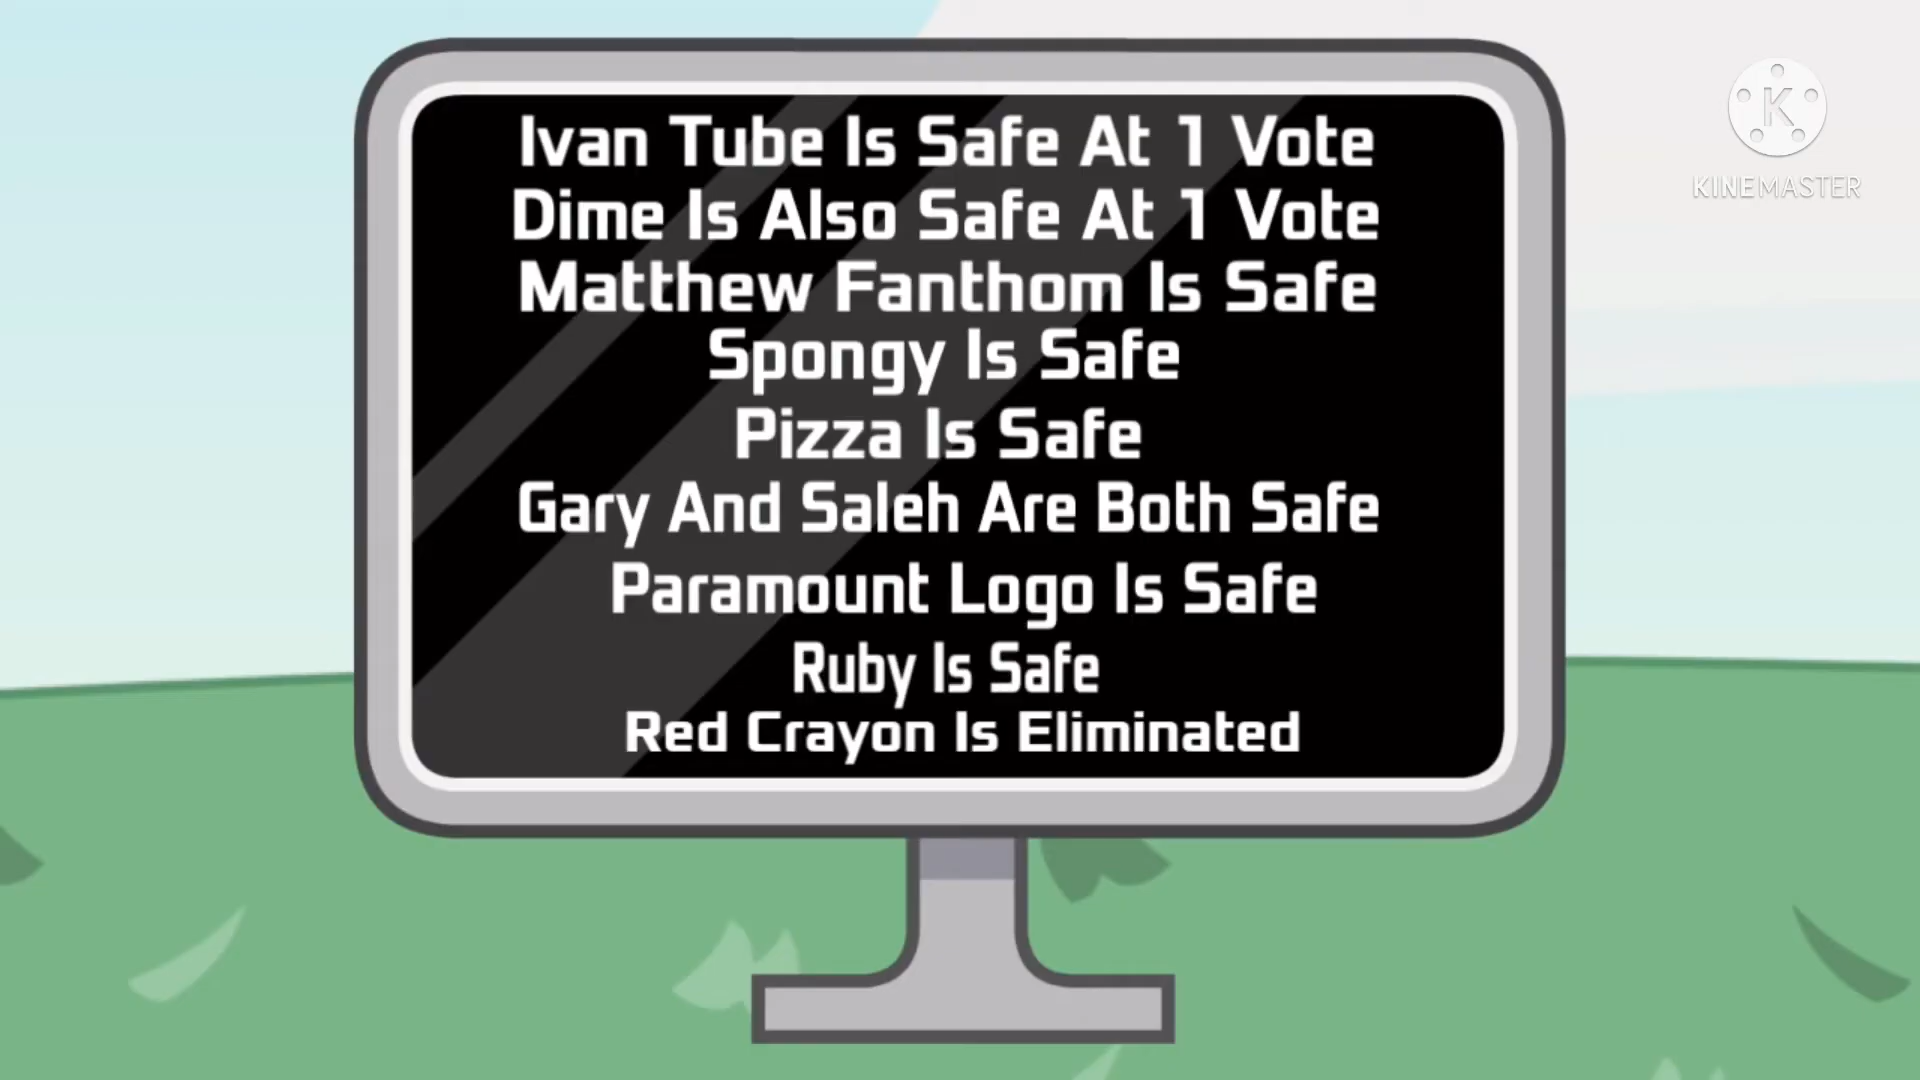 Ivan Tube Is Safe At 1 Vote
Dime Is Also Safe At 1 Vote
Matthew Fanthom Is Safe
Spongy Is Safe
Pizza Is Safe
Gary And Saleh Are Both Safe
Paramount Logo Is Safe
Ruby Is Safe
Red Crayon Is Eliminated
K
KINEMASTER